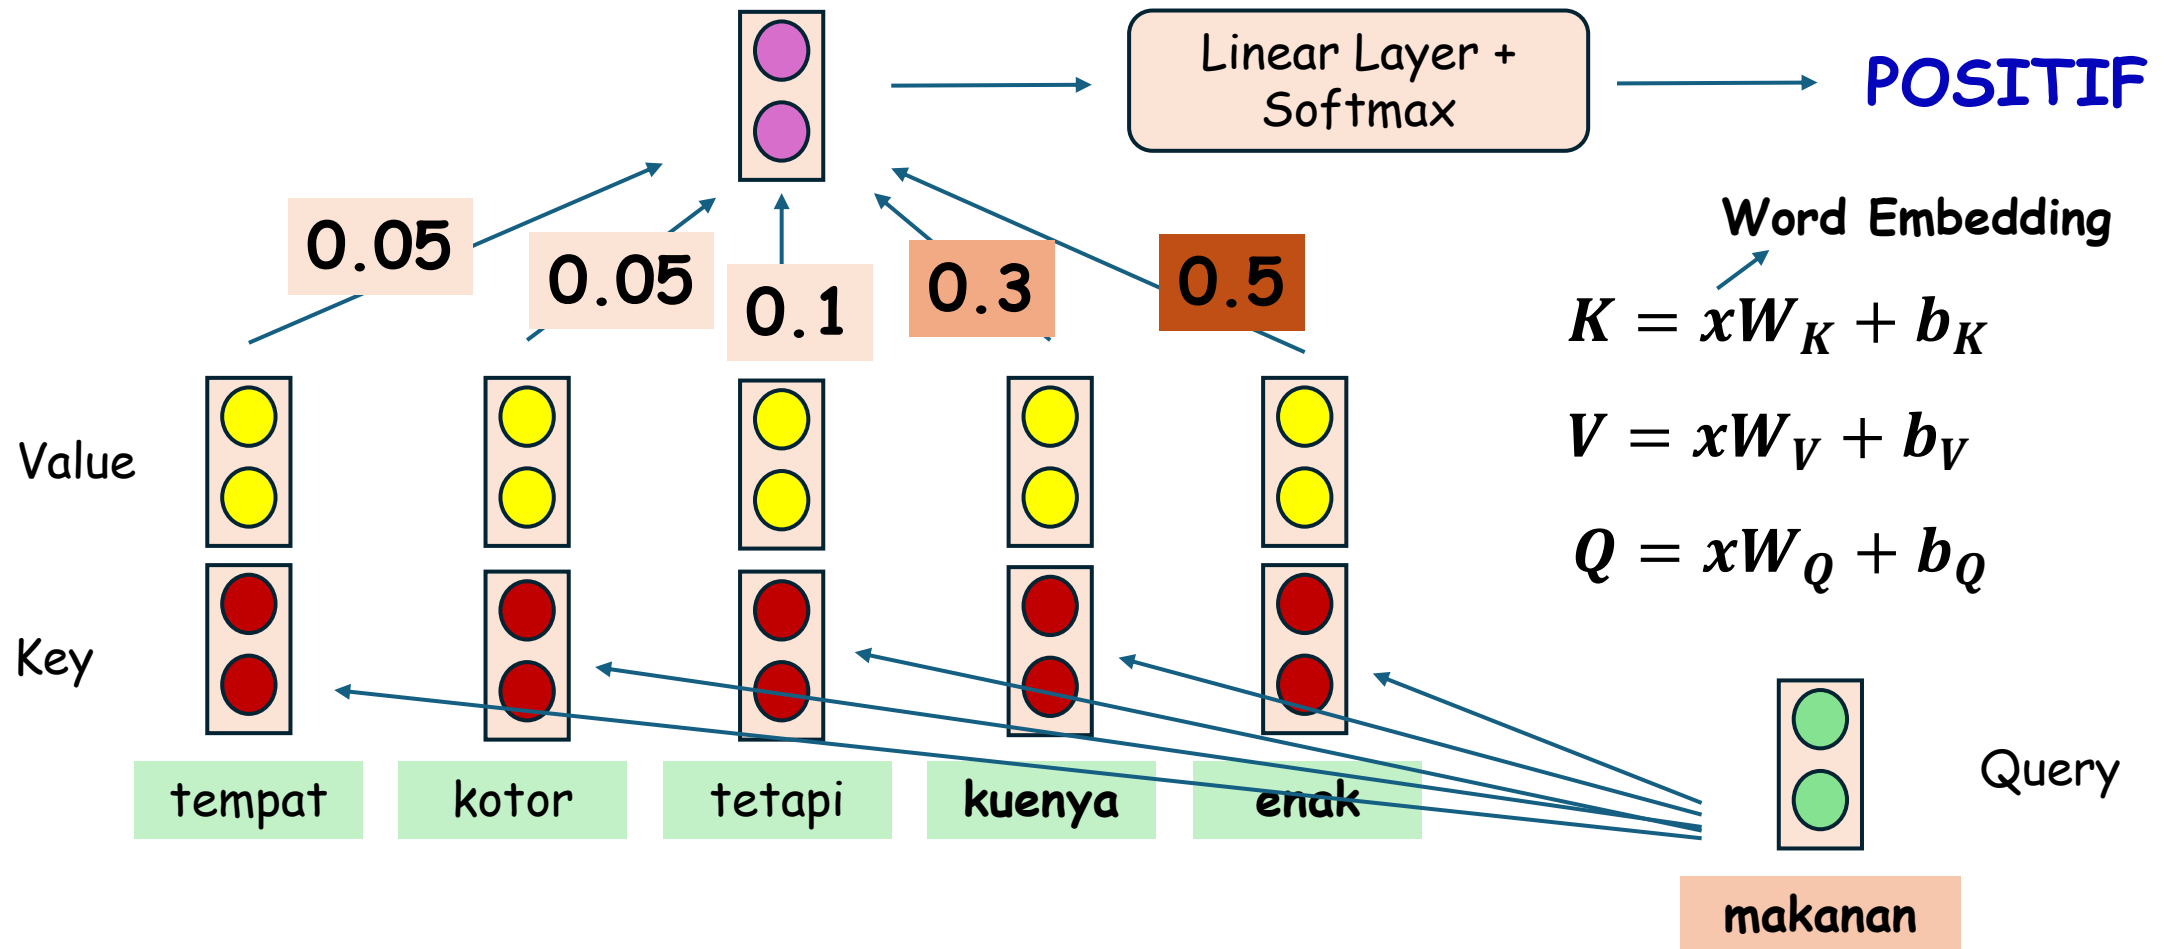 Linear Layer +
Softmax
POSITIF
Word Embedding
0.05
0.05
0.1
0.3
0.5
K = xW_K + b_K
V = xW_V + b_V
Q = xW_Q + b_Q
Value
Key
Query
tempat
kotor
tetapi
kuenya
enak
makanan